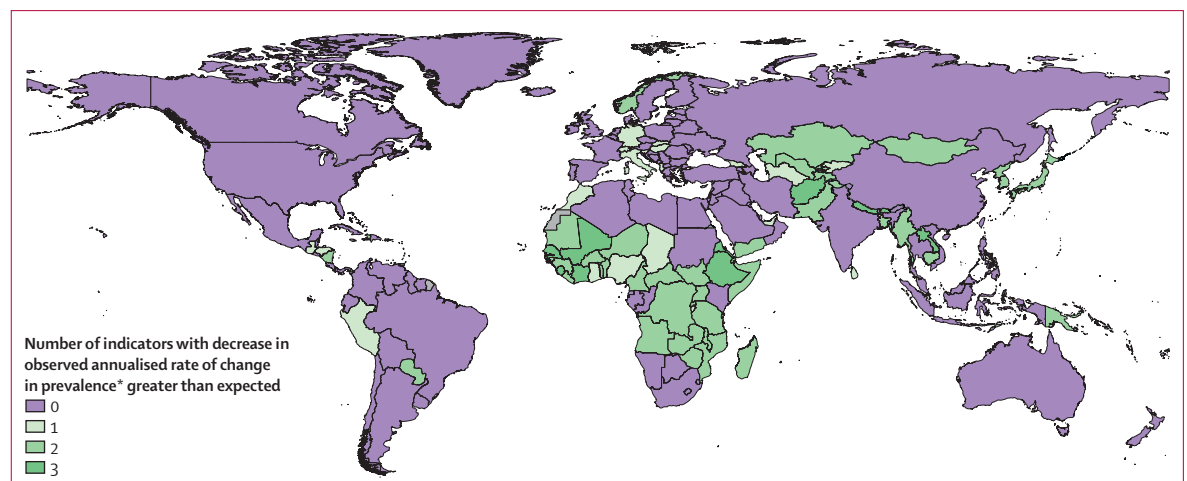 Number of indicators with decrease in
observed annualised rate of change
in prevalence* greater than expected
0
1
2
3